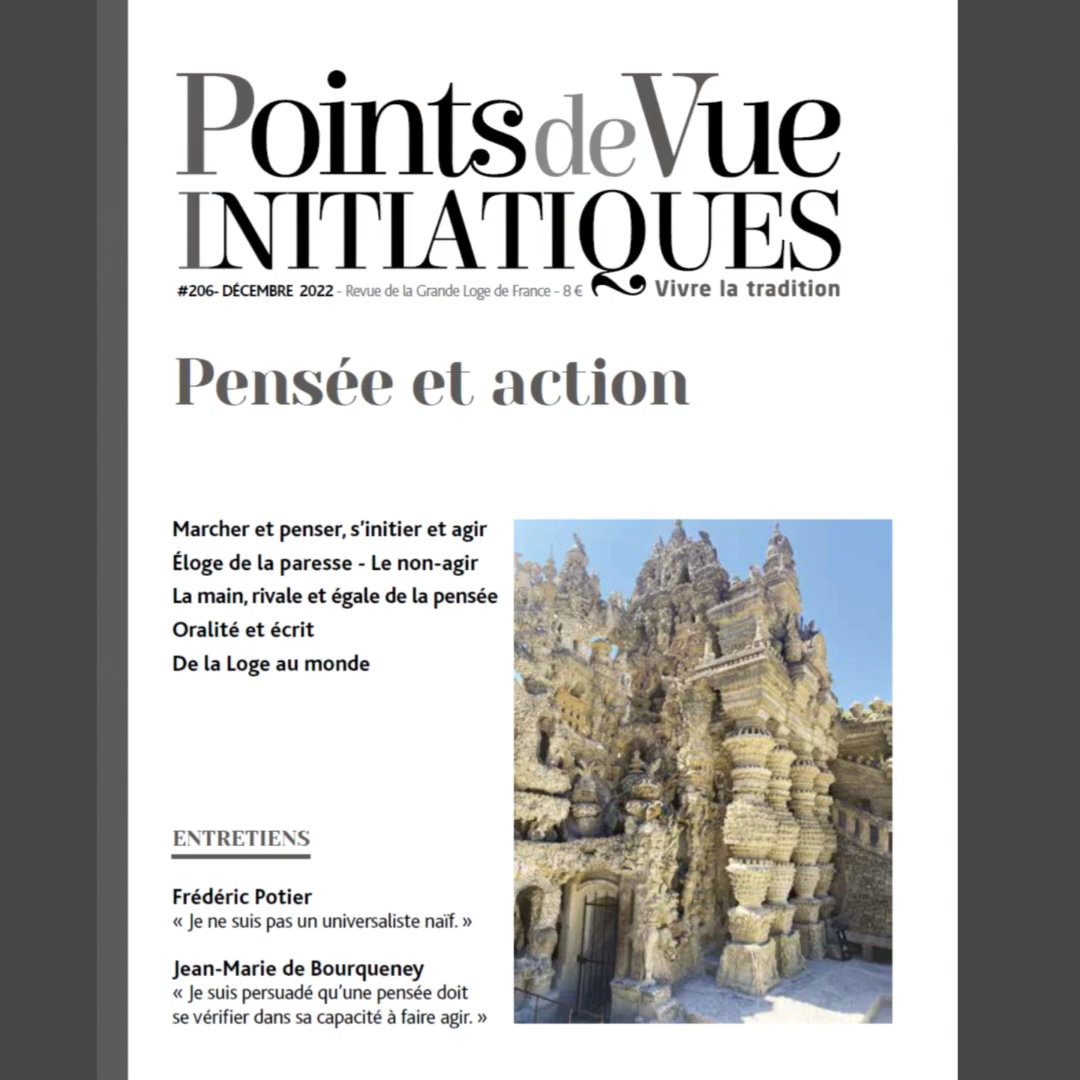 Points de Vue
INITIATIQUES
#206- DÉCEMBRE 2022 - Revue de la Grande Loge de France - 8 € Vivre la tradition
Pensée et action
Marcher et penser, s'initier et agir
Éloge de la paresse - Le non-agir
La main, rivale et égale de la pensée
Oralité et écrit
De la Loge au monde
ENTRETIENS
Frédéric Potier
« Je ne suis pas un universaliste naïf. »
Jean-Marie de Bourqueney
« Je suis persuadé qu'une pensée doit
se vérifier dans sa capacité à faire agir. »